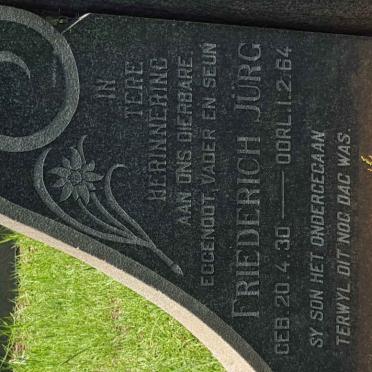 IN
TERE
HERINNERING
AAN ONS DIERBARE
EGGENOOT, VADER EN SEUN
FRIEDERICH JÜRG
GEB. 20.4.30 — OORL. 1.2.64
SY SON HET ONDERGEGAAN
TERWYL DIT NOG DAG WAS.